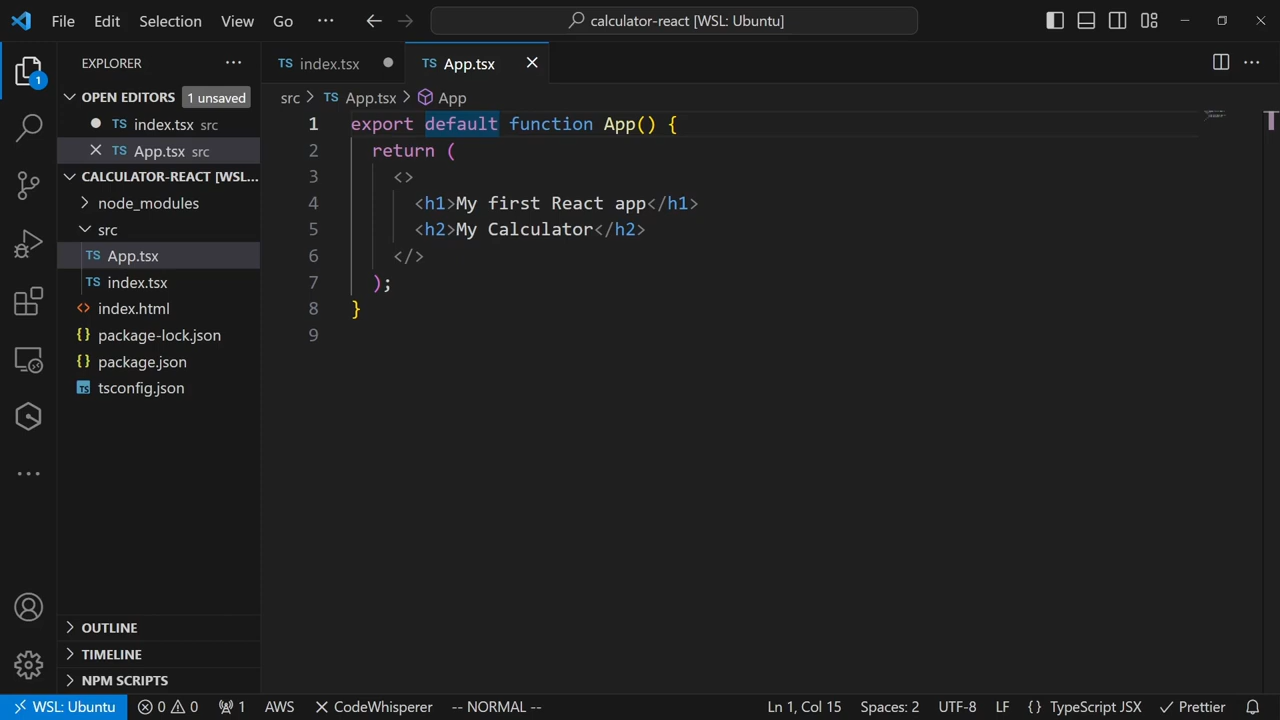 File Edit Selection View Go ··· calculator-react [WSL: Ubuntu]
EXPLORER ···
OPEN EDITORS 1 unsaved
TS index.tsx src
TS App.tsx src
CALCULATOR-REACT [WSL...
node_modules
src
TS App.tsx
TS index.tsx
<> index.html
{} package-lock.json
{} package.json
TS tsconfig.json
OUTLINE
TIMELINE
NPM SCRIPTS
1
TS index.tsx TS App.tsx
src > TS App.tsx > App
1 export default function App() {
2 return (
3 <>
4 <h1>My first React app</h1>
5 <h2>My Calculator</h2>
6 </>
7 );
8 }
9
WSL: Ubuntu 0 0 1 AWS CodeWhisperer -- NORMAL -- Ln 1, Col 15 Spaces: 2 UTF-8 LF {} TypeScript JSX Prettier